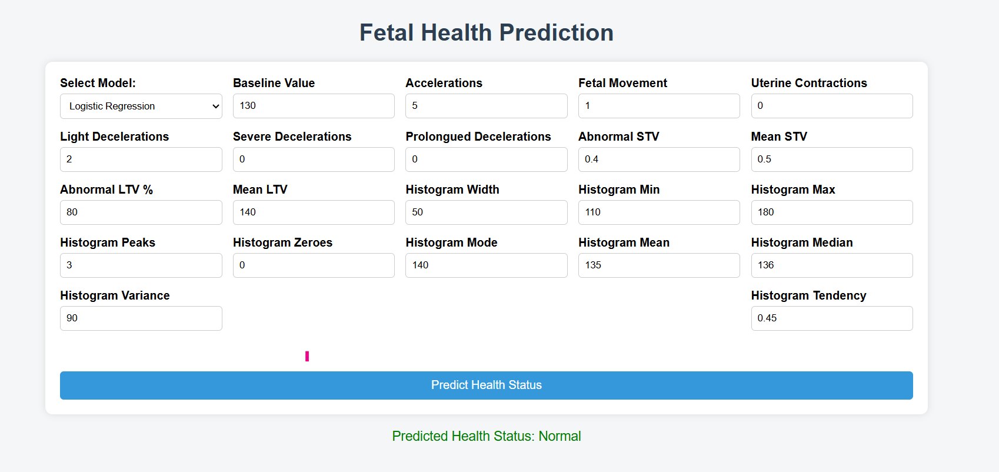 Fetal Health Prediction
Select Model: Baseline Value Accelerations Fetal Movement Uterine Contractions
Logistic Regression 130 5 1 0
Light Decelerations Severe Decelerations Prolongued Decelerations Abnormal STV Mean STV
2 0 0 0.4 0.5
Abnormal LTV % Mean LTV Histogram Width Histogram Min Histogram Max
80 140 50 110 180
Histogram Peaks Histogram Zeroes Histogram Mode Histogram Mean Histogram Median
3 0 140 135 136
Histogram Variance Histogram Tendency
90 0.45
Predict Health Status
Predicted Health Status: Normal